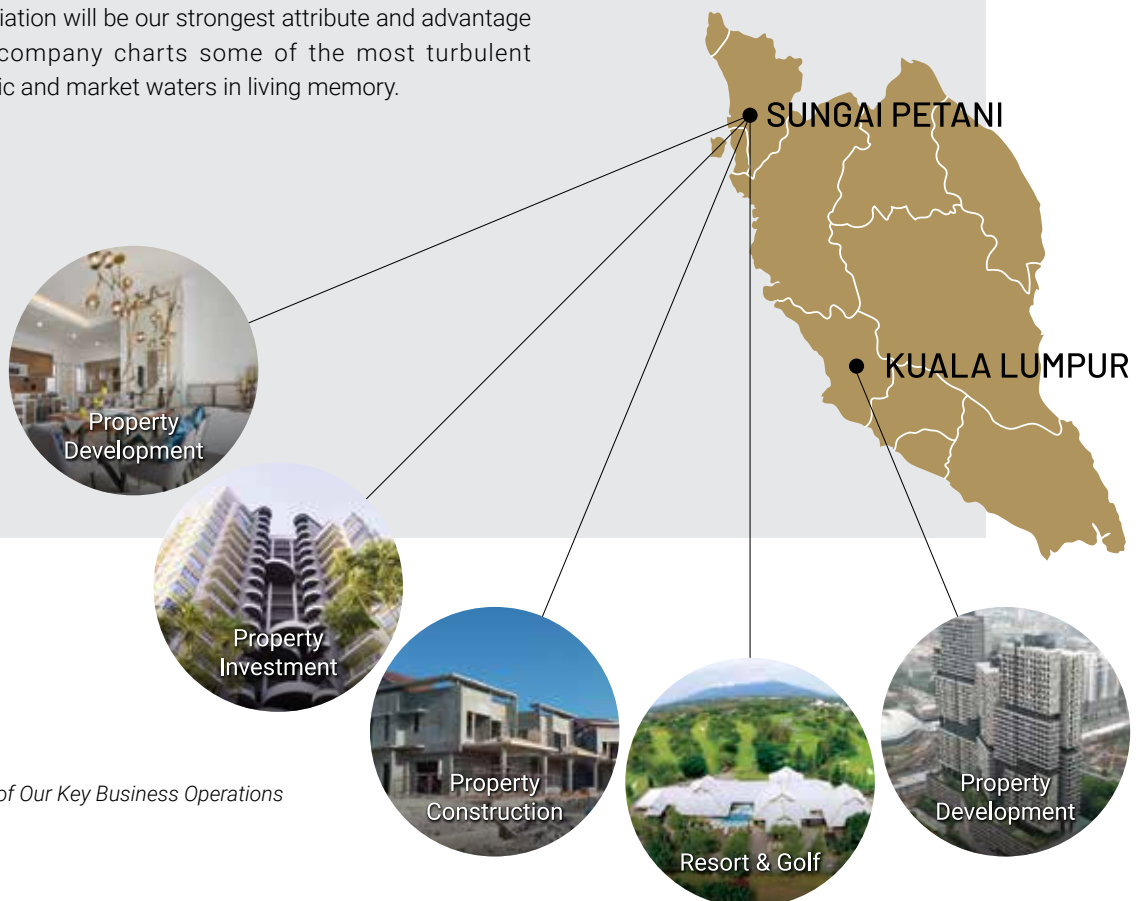 iation will be our strongest attribute and advantage
company charts some of the most turbulent
ic and market waters in living memory.
SUNGAI PETANI
KUALA LUMPUR
Property
Development
Property
Investment
Property
Construction
Resort & Golf
Property
Development
of Our Key Business Operations